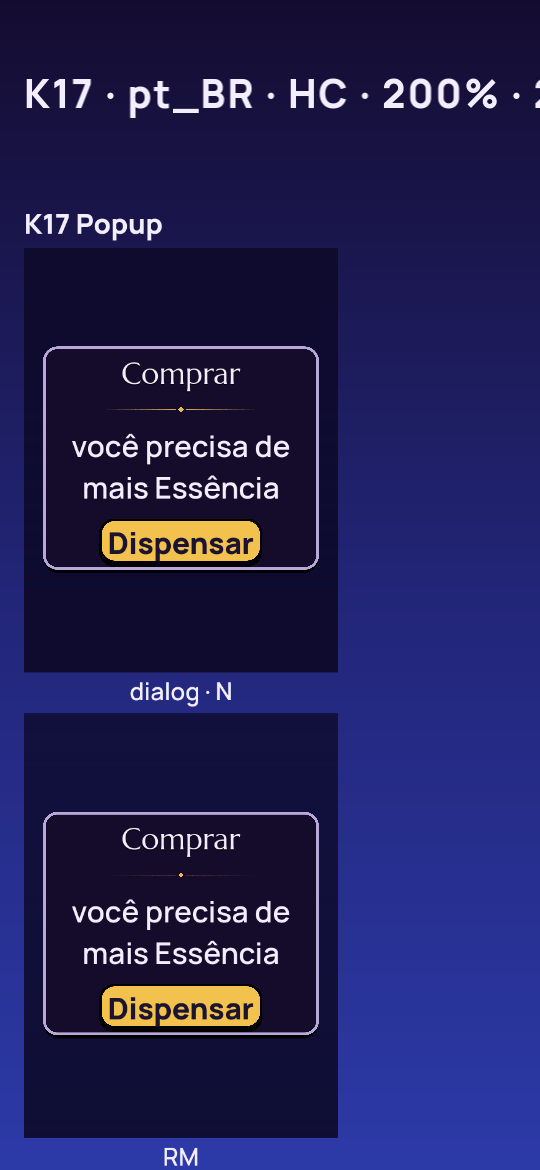 K17 · pt_BR · HC · 200% ·
K17 Popup
Comprar
você precisa de
mais Essência
Dispensar
dialog · N
Comprar
você precisa de
mais Essência
Dispensar
RM